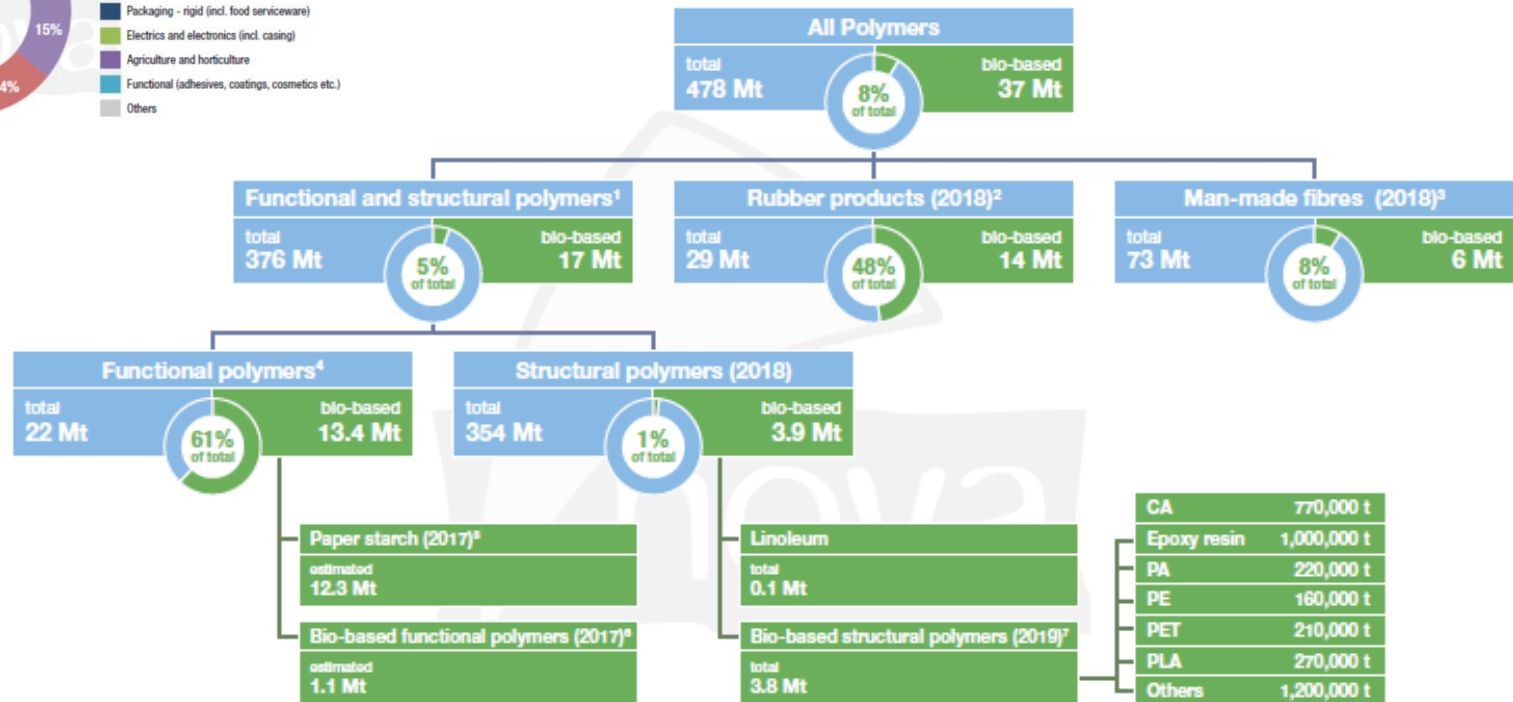 Packaging - rigid (incl. food serviceware)
Electrics and electronics (incl. casing)
Agriculture and horticulture
Functional (adhesives, coatings, cosmetics etc.)
Others
15%
4%
All Polymers
total
478 Mt
8%
of total
bio-based
37 Mt
Functional and structural polymers¹
total
376 Mt
5%
of total
bio-based
17 Mt
Rubber products (2018)²
total
29 Mt
48%
of total
bio-based
14 Mt
Man-made fibres (2018)³
total
73 Mt
8%
of total
bio-based
6 Mt
Functional polymers⁴
total
22 Mt
61%
of total
bio-based
13.4 Mt
Structural polymers (2018)
total
354 Mt
1%
of total
bio-based
3.9 Mt
Paper starch (2017)⁵
estimated
12.3 Mt
Bio-based functional polymers (2017)⁶
estimated
1.1 Mt
Linoleum
total
0.1 Mt
Bio-based structural polymers (2019)⁷
total
3.8 Mt
CA 770,000 t
Epoxy resin 1,000,000 t
PA 220,000 t
PE 160,000 t
PET 210,000 t
PLA 270,000 t
Others 1,200,000 t
nova